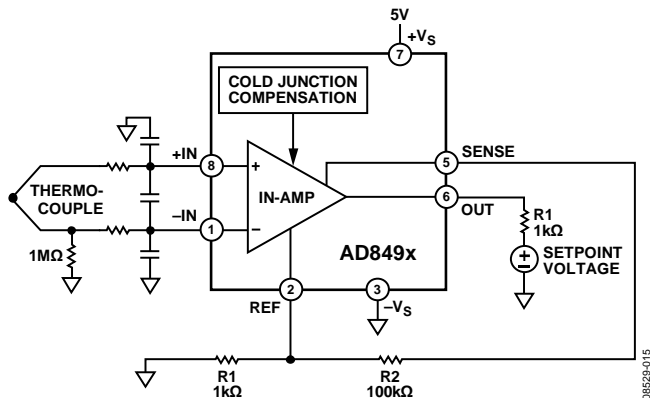 5V
+VS
7
COLD JUNCTION
COMPENSATION
+IN
8
+
SENSE
5
THERMO-
COUPLE
IN-AMP
6
OUT
−IN
1
−
R1
1kΩ
1MΩ
AD849x
+
−
SETPOINT
VOLTAGE
2
3
REF
−VS
R1
1kΩ
R2
100kΩ
08529-015